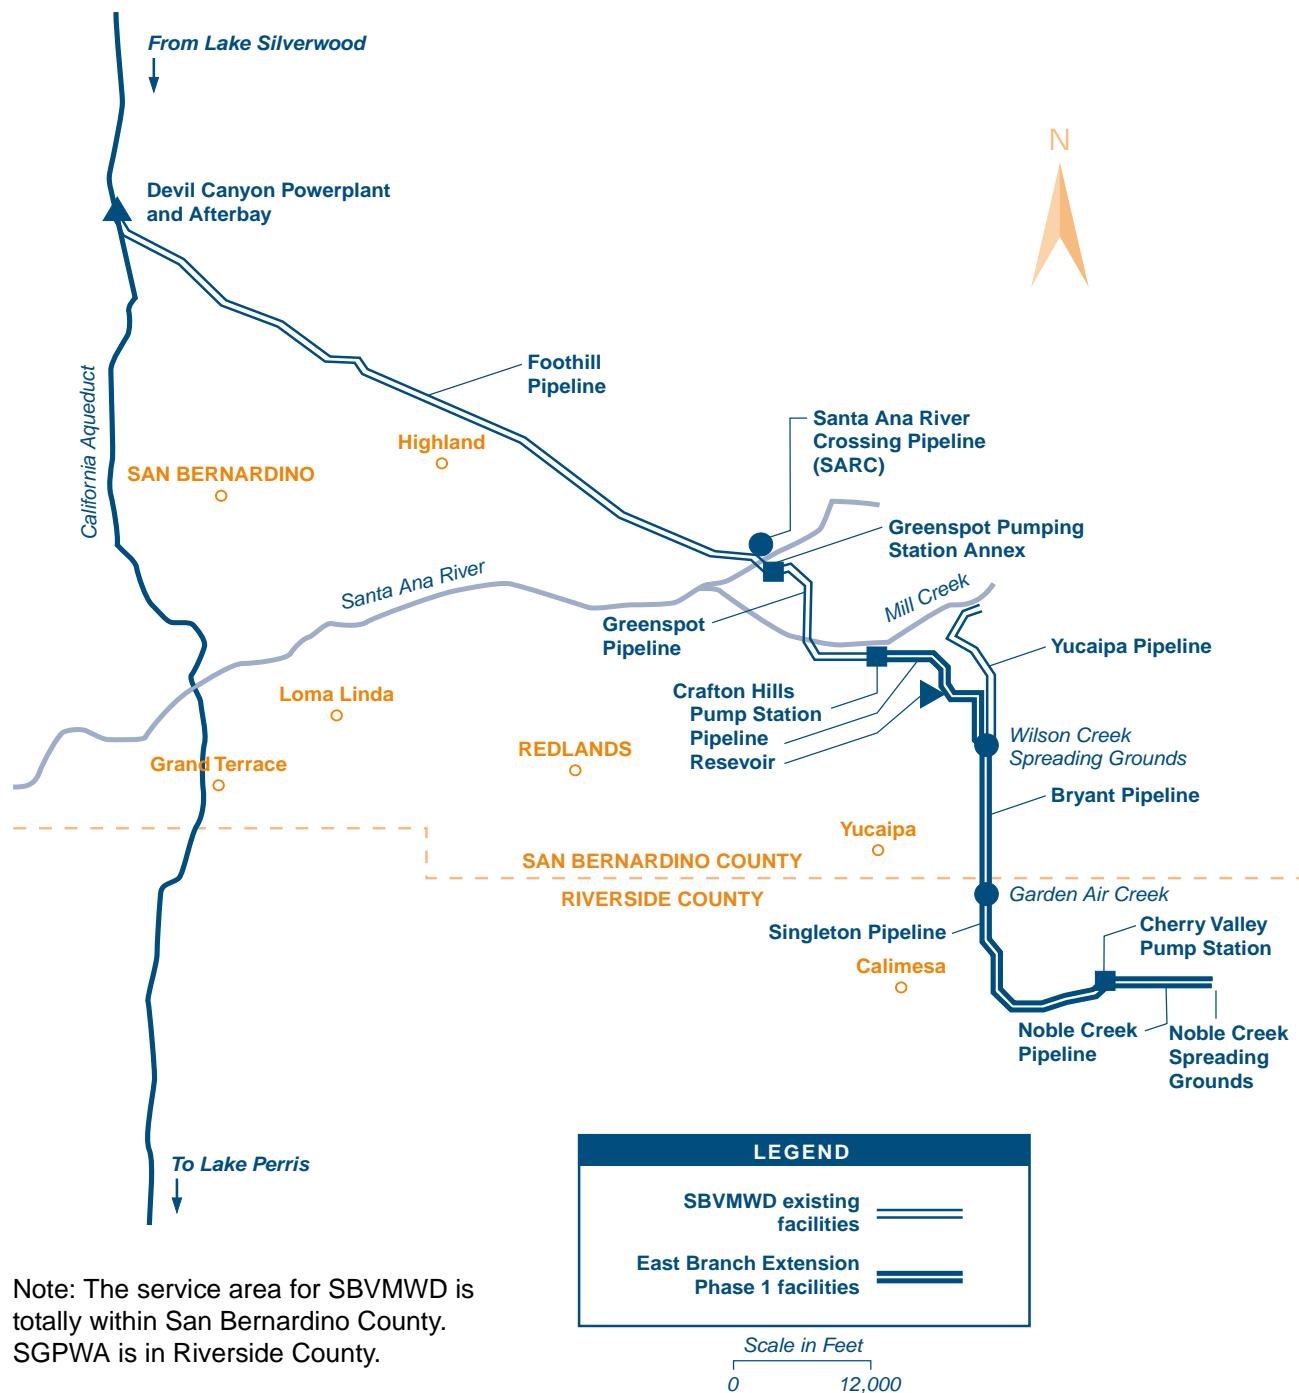 From Lake Silverwood
N
Devil Canyon Powerplant
and Afterbay
Foothill
Pipeline
California Aqueduct
Highland
SAN BERNARDINO
Santa Ana River
Crossing Pipeline
(SARC)
Greenspot Pumping
Station Annex
Santa Ana River
Mill Creek
Greenspot
Pipeline
Yucaipa Pipeline
Crafton Hills
Pump Station
Pipeline
Resevoir
Loma Linda
REDLANDS
Wilson Creek
Spreading Grounds
Grand Terrace
Bryant Pipeline
Yucaipa
SAN BERNARDINO COUNTY
RIVERSIDE COUNTY
Garden Air Creek
Singleton Pipeline
Cherry Valley
Pump Station
Calimesa
Noble Creek
Pipeline
Noble Creek
Spreading
Grounds
To Lake Perris
LEGEND
SBVMWD existing
facilities
East Branch Extension
Phase 1 facilities
Note: The service area for SBVMWD is
totally within San Bernardino County.
SGPWA is in Riverside County.
Scale in Feet
0 12,000